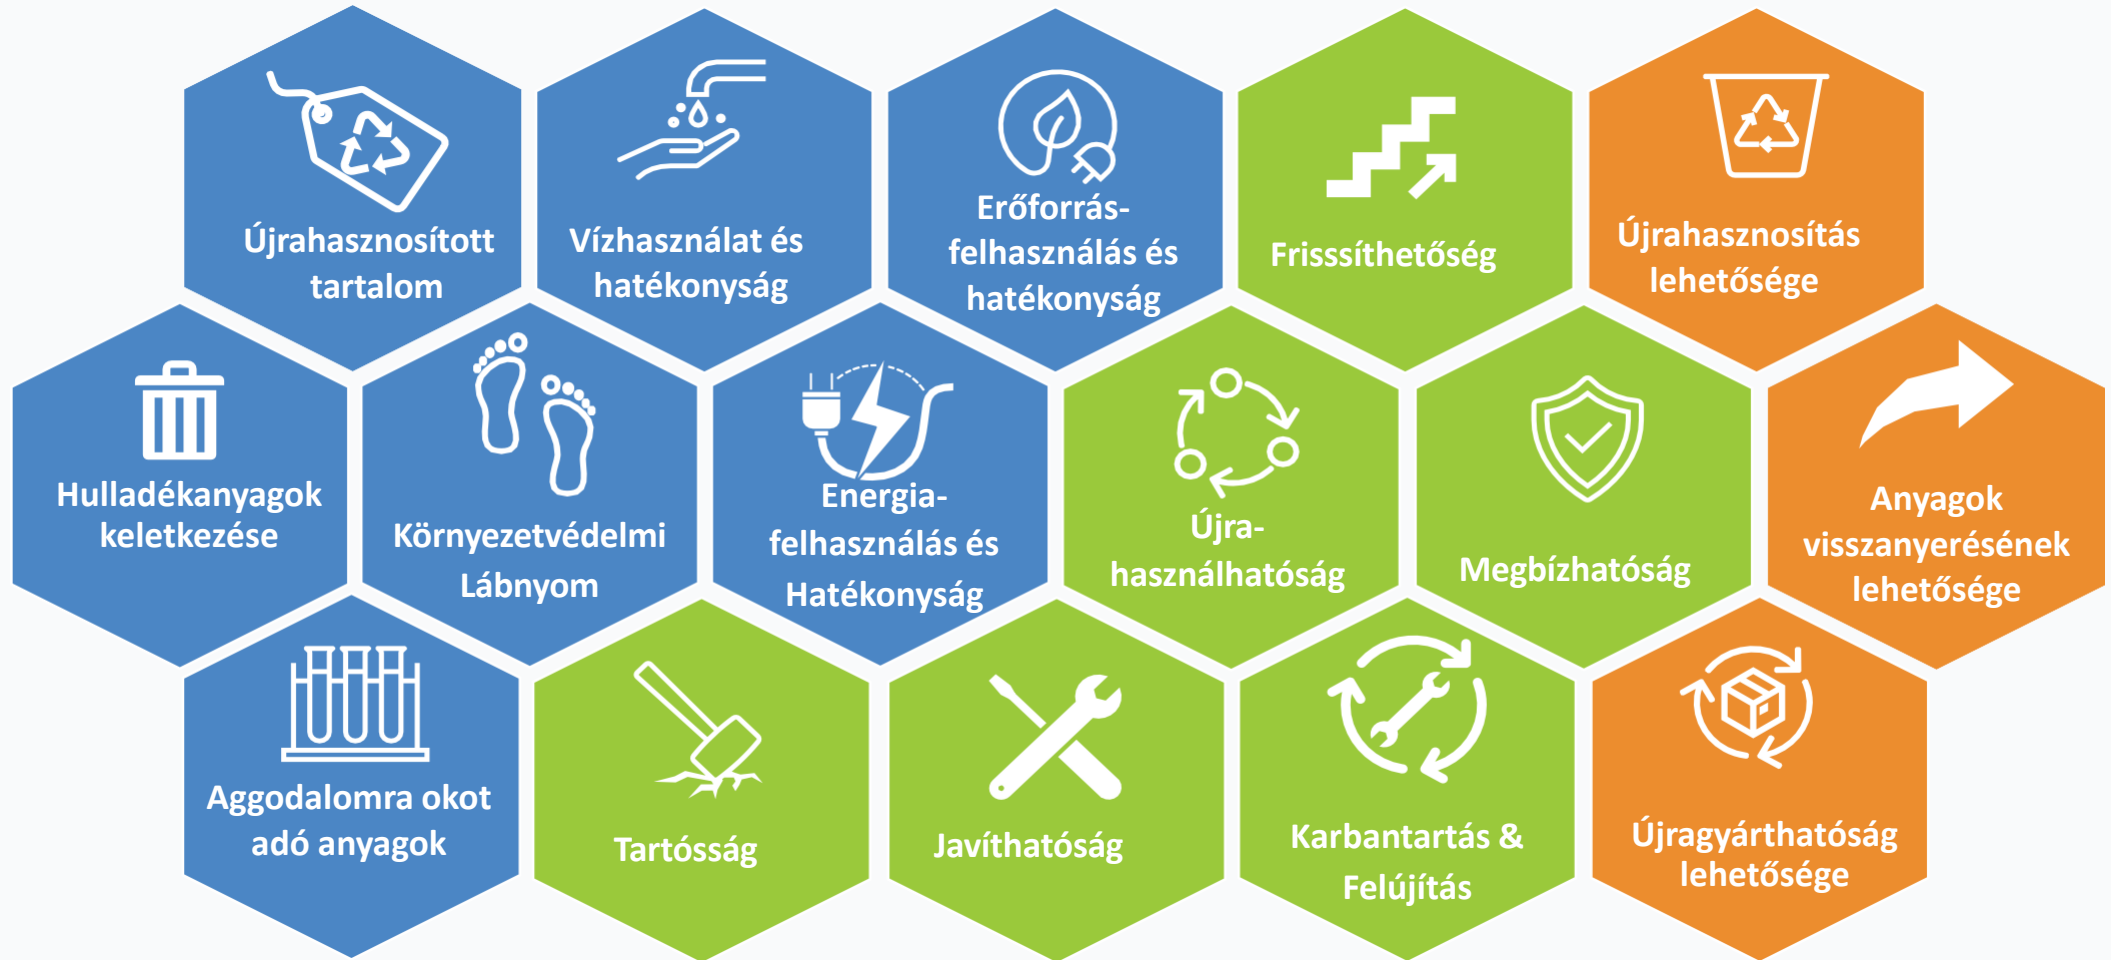 Újrahasznosított
tartalom
Vízhasználat és
hatékonyság
Erőforrás-
felhasználás és
hatékonyság
Frisssíthetőség
Újrahasznosítás
lehetősége
Hulladékanyagok
keletkezése
Környezetvédelmi
Lábnyom
Energia-
felhasználás és
Hatékonyság
Újra-
használhatóság
Megbízhatóság
Anyagok
visszanyerésének
lehetősége
Aggodalomra okot
adó anyagok
Tartósság
Javíthatóság
Karbantartás &
Felújítás
Újragyárthatóság
lehetősége